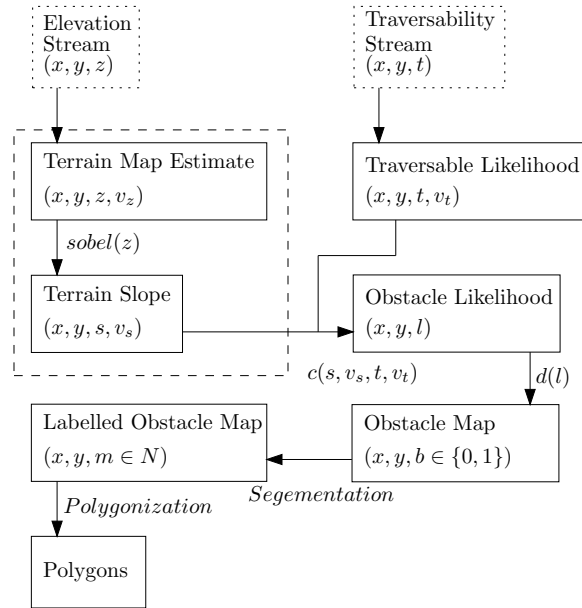 Elevation
Stream
(x, y, z)
Traversability
Stream
(x, y, t)
Terrain Map Estimate
(x, y, z, v_z)
Traversable Likelihood
(x, y, t, v_t)
sobel(z)
Terrain Slope
(x, y, s, v_s)
Obstacle Likelihood
(x, y, l)
c(s, v_s, t, v_t)
d(l)
Labelled Obstacle Map
(x, y, m ∈ N)
Obstacle Map
(x, y, b ∈ {0, 1})
Segementation
Polygonization
Polygons